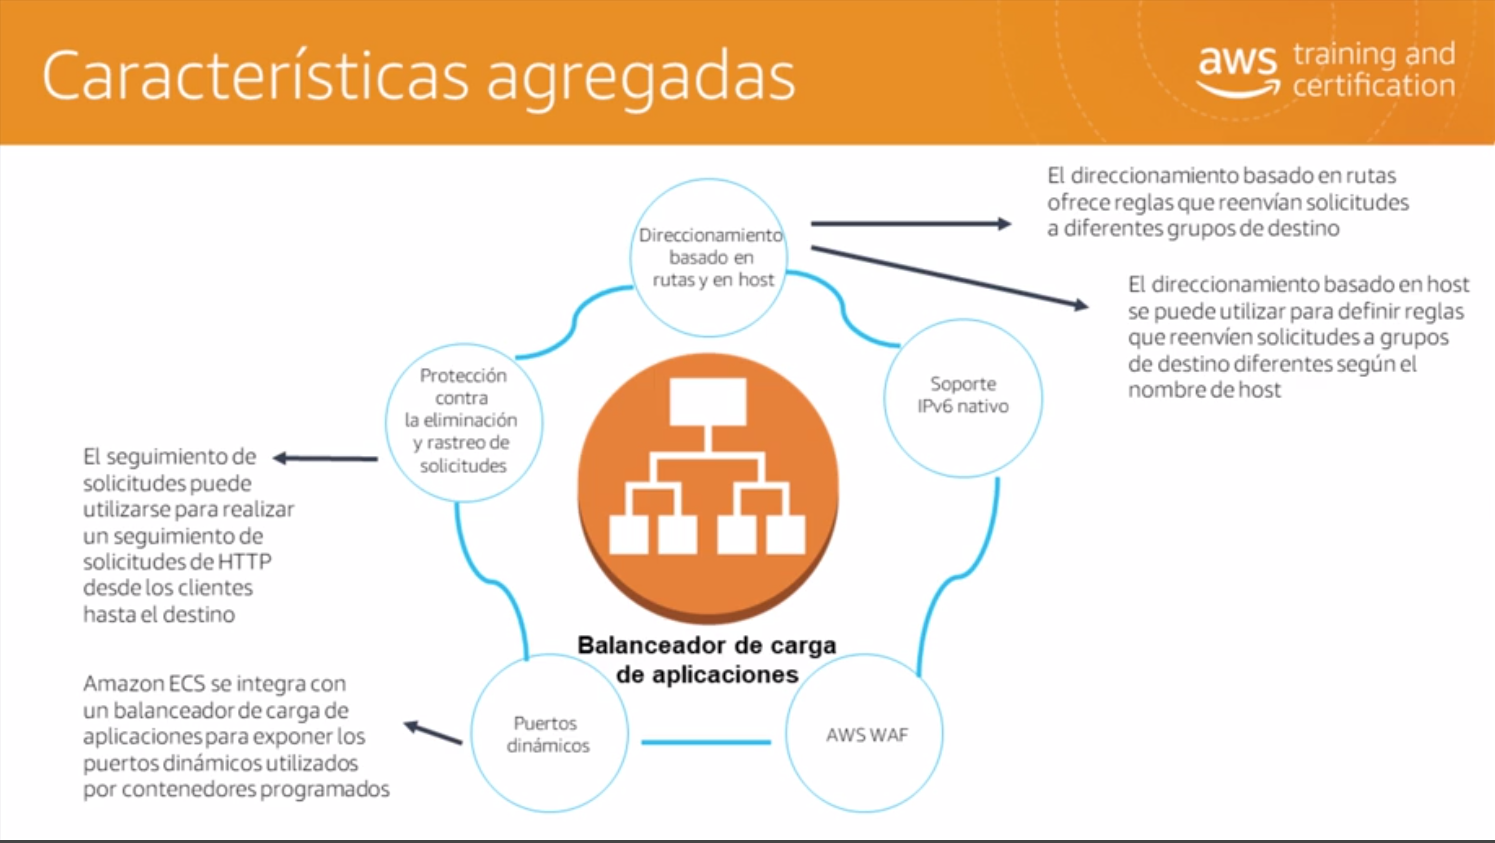 Características agregadas
aws training and
certification
El direccionamiento basado en rutas
ofrece reglas que reenvían solicitudes
a diferentes grupos de destino
Direccionamiento
basado en
rutas y en host
El direccionamiento basado en host
se puede utilizar para definir reglas
que reenvíen solicitudes a grupos
de destino diferentes según el
nombre de host
Soporte
IPv6 nativo
Protección
contra
la eliminación
y rastreo de
solicitudes
El seguimiento de
solicitudes puede
utilizarse para realizar
un seguimiento de
solicitudes de HTTP
desde los clientes
hasta el destino
Balanceador de carga
de aplicaciones
Amazon ECS se integra con
un balanceador de carga de
aplicaciones para exponer los
puertos dinámicos utilizados
por contenedores programados
Puertos
dinámicos
AWS WAF